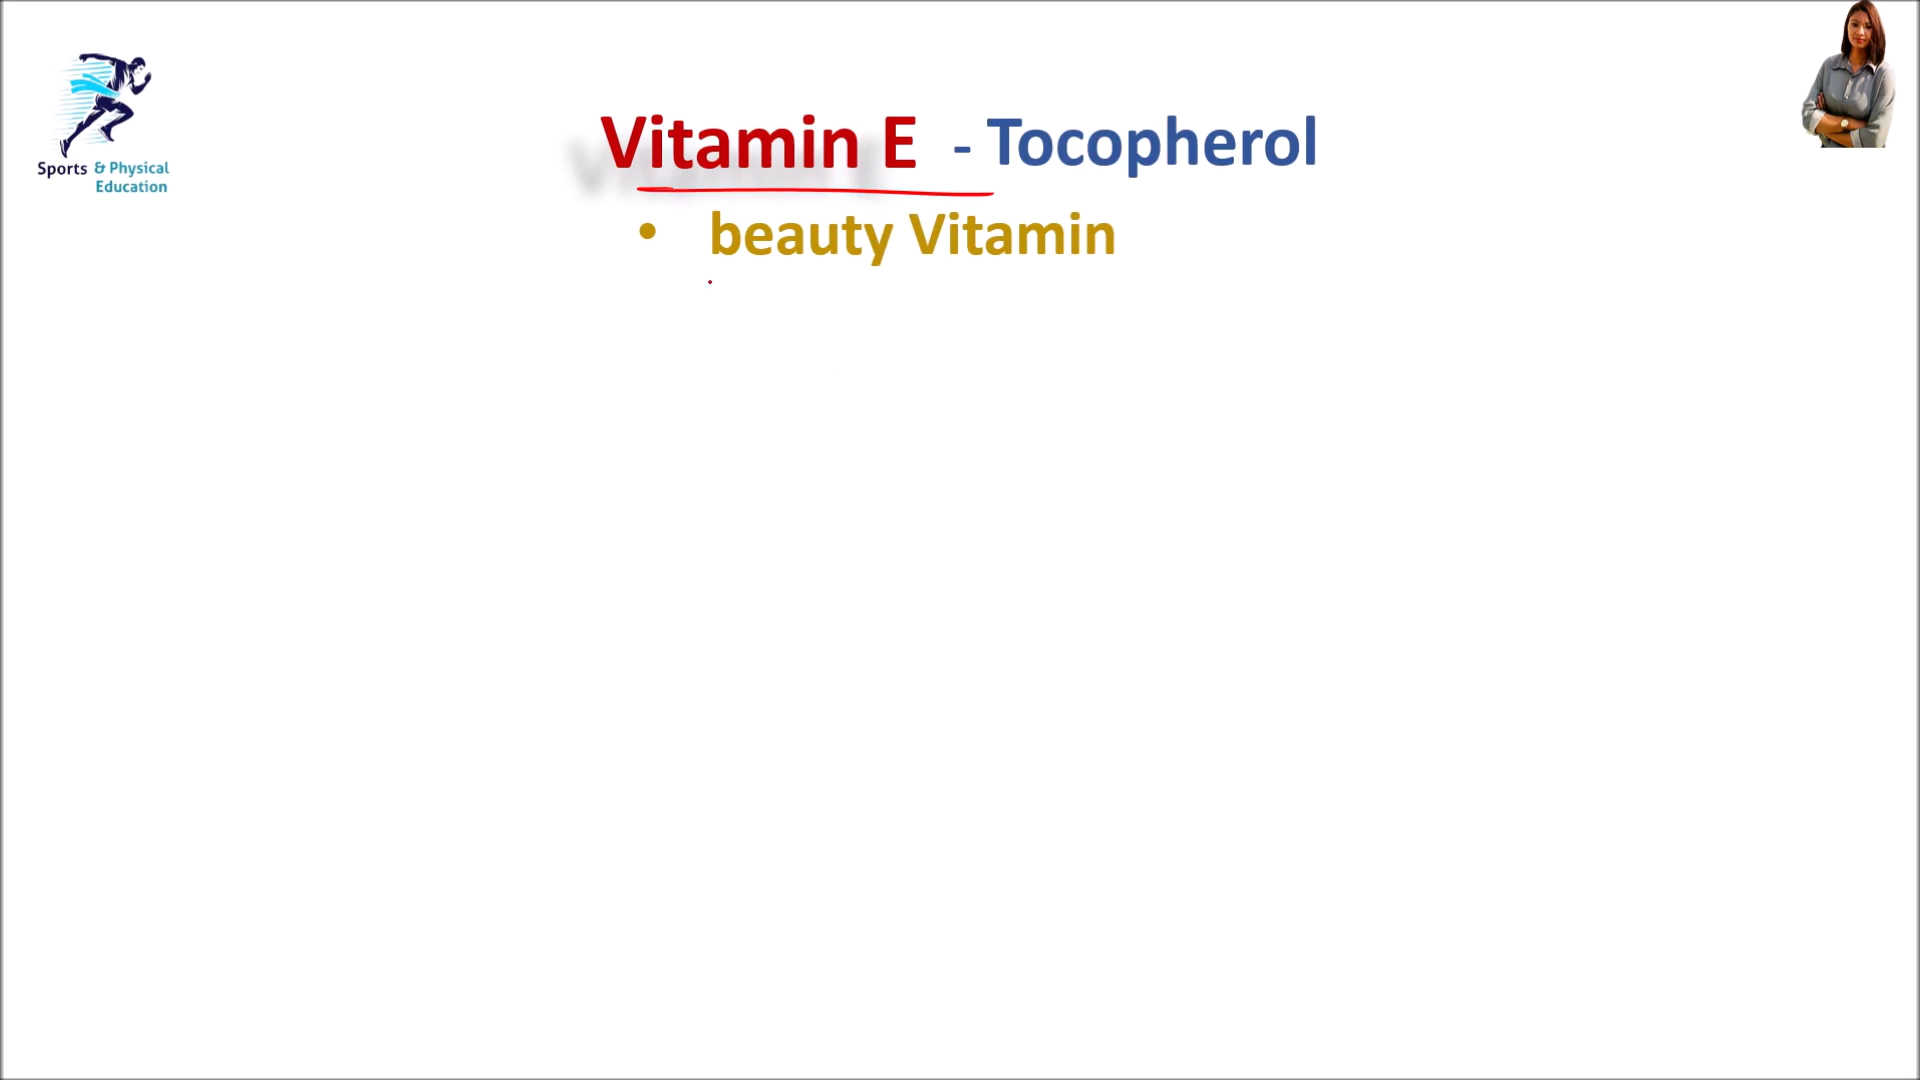 Sports & Physical
Education
Vitamin E - Tocopherol
• beauty Vitamin